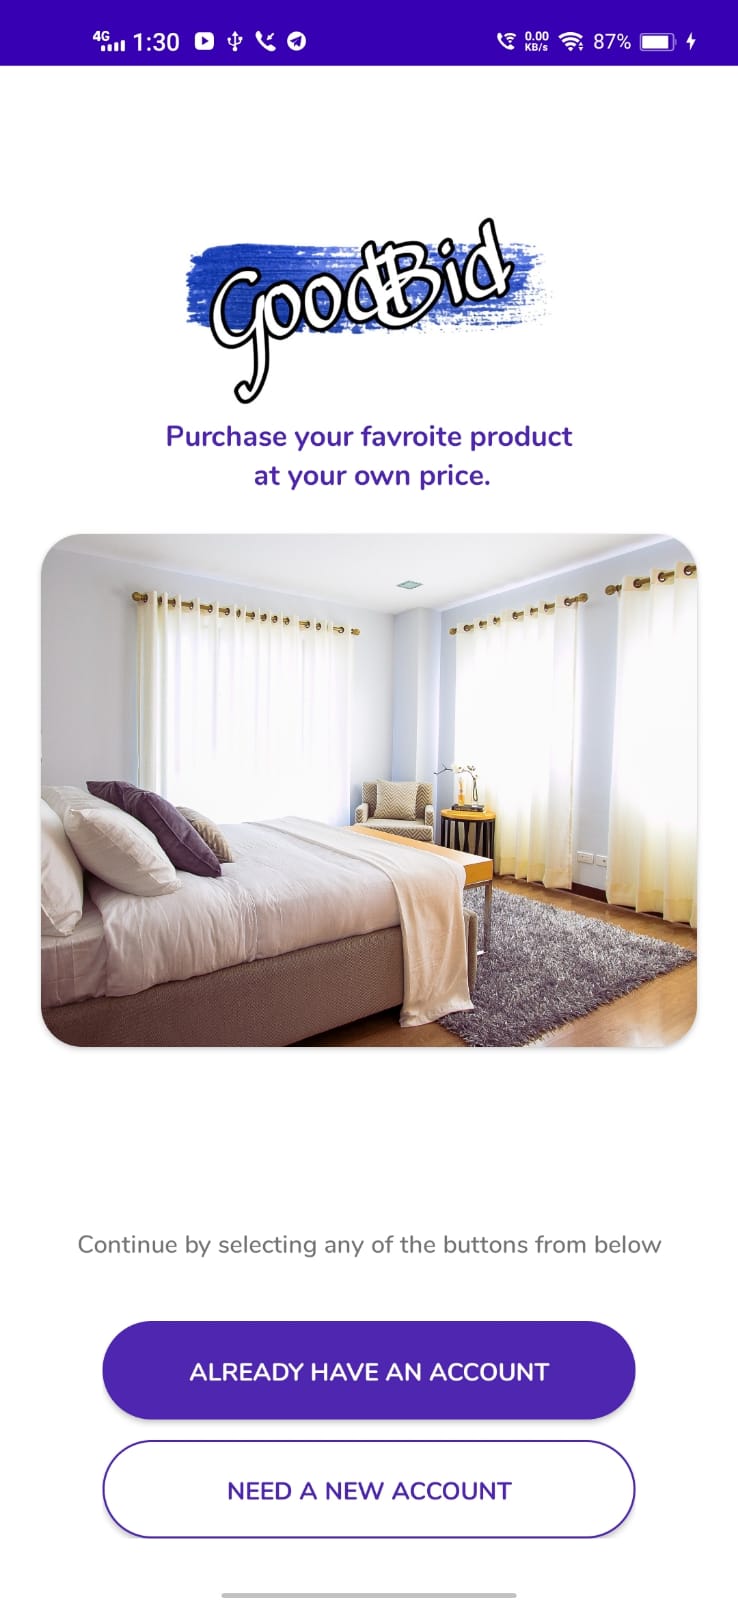 4G 1:30 0.00 KB/s 87%
GoodBid
Purchase your favroite product
at your own price.
Continue by selecting any of the buttons from below
ALREADY HAVE AN ACCOUNT
NEED A NEW ACCOUNT